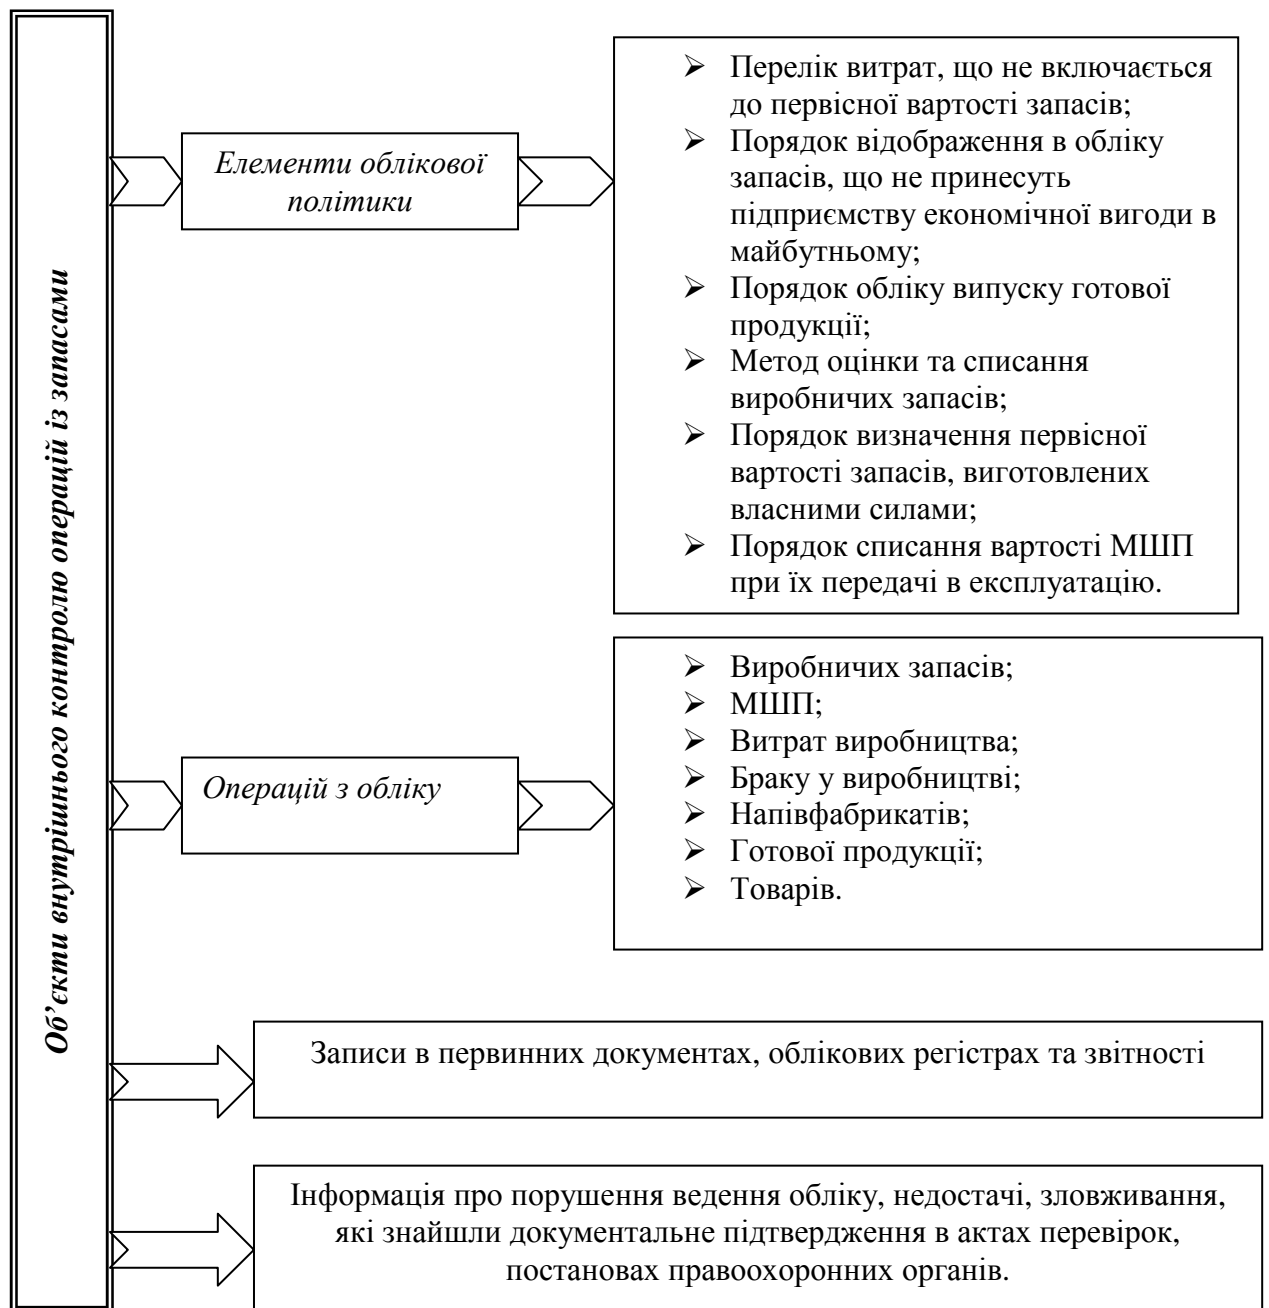 Об’єкти внутрішнього контролю операцій із запасами
Елементи облікової
політики
➢ Перелік витрат, що не включається
до первісної вартості запасів;
➢ Порядок відображення в обліку
запасів, що не принесуть
підприємству економічної вигоди в
майбутньому;
➢ Порядок обліку випуску готової
продукції;
➢ Метод оцінки та списання
виробничих запасів;
➢ Порядок визначення первісної
вартості запасів, виготовлених
власними силами;
➢ Порядок списання вартості МШП
при їх передачі в експлуатацію.
Операцій з обліку
➢ Виробничих запасів;
➢ МШП;
➢ Витрат виробництва;
➢ Браку у виробництві;
➢ Напівфабрикатів;
➢ Готової продукції;
➢ Товарів.
Записи в первинних документах, облікових регістрах та звітності
Інформація про порушення ведення обліку, недостачі, зловживання,
які знайшли документальне підтвердження в актах перевірок,
постановах правоохоронних органів.